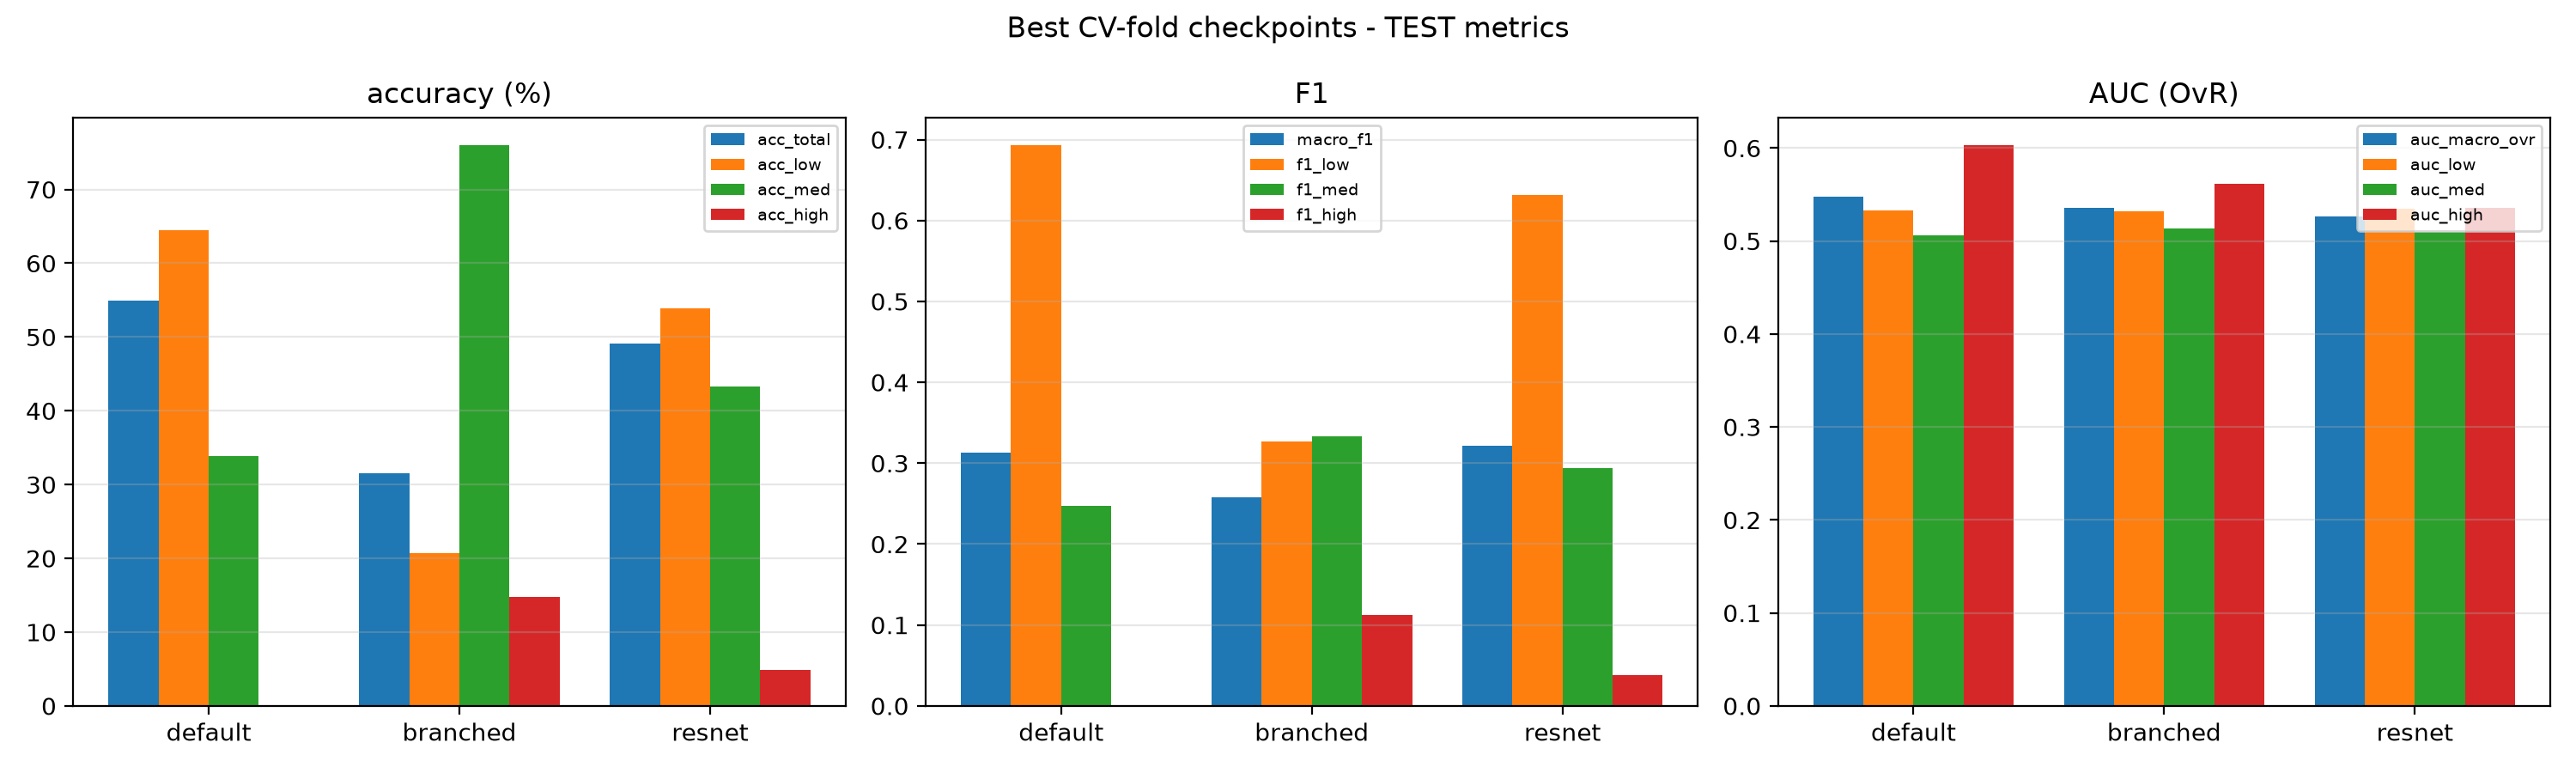 Best CV-fold checkpoints - TEST metrics
accuracy (%)
acc_total
acc_low
acc_med
acc_high
70
60
50
40
30
20
10
0
default
branched
resnet
F1
macro_f1
f1_low
f1_med
f1_high
0.7
0.6
0.5
0.4
0.3
0.2
0.1
0.0
default
branched
resnet
AUC (OvR)
auc_macro_ovr
auc_low
auc_med
auc_high
0.6
0.5
0.4
0.3
0.2
0.1
0.0
default
branched
resnet